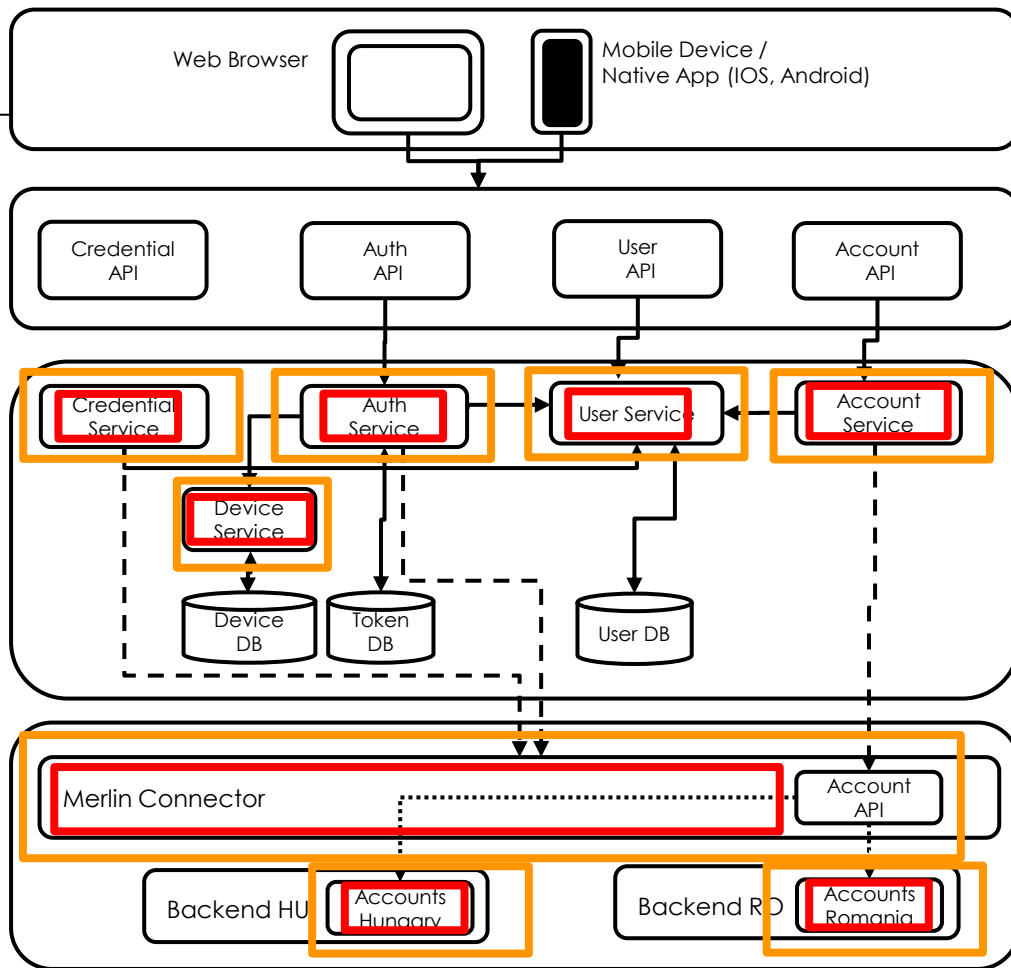 Web Browser
Mobile Device /
Native App (IOS, Android)
Credential
API
Auth
API
User
API
Account
API
Credential
Service
Auth
Service
User Service
Account
Service
Device
Service
Device
DB
Token
DB
User DB
Merlin Connector
Account
API
Backend HU
Accounts
Hungary
Backend RO
Accounts
Romania